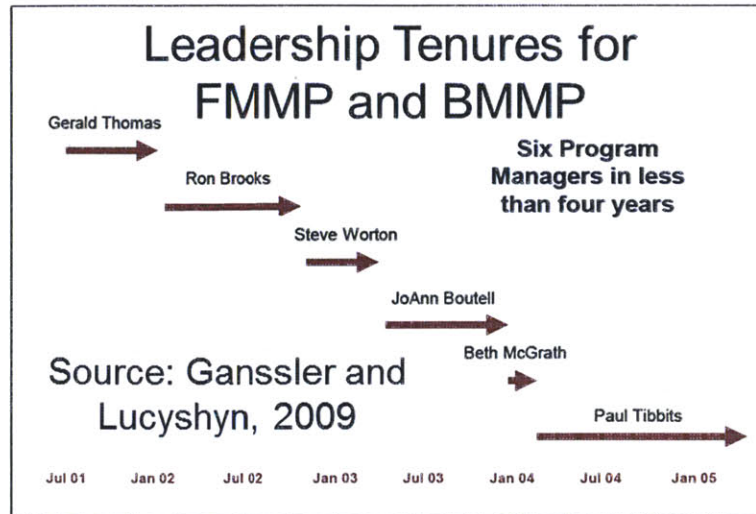 Leadership Tenures for
FMMP and BMMP
Gerald Thomas
Six Program
Managers in less
than four years
Ron Brooks
Steve Worton
JoAnn Boutell
Beth McGrath
Source: Ganssler and
Lucyshyn, 2009
Paul Tibbits
Jul 01 Jan 02 Jul 02 Jan 03 Jul 03 Jan 04 Jul 04 Jan 05